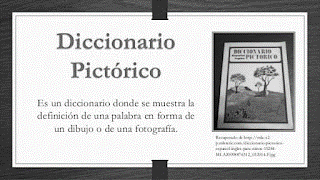 Diccionario
Pictórico
Es un diccionario donde se muestra la
definición de una palabra en forma de
un dibujo o de una fotografía.
DICCIONARIO
PICTORICO
Recuperado de